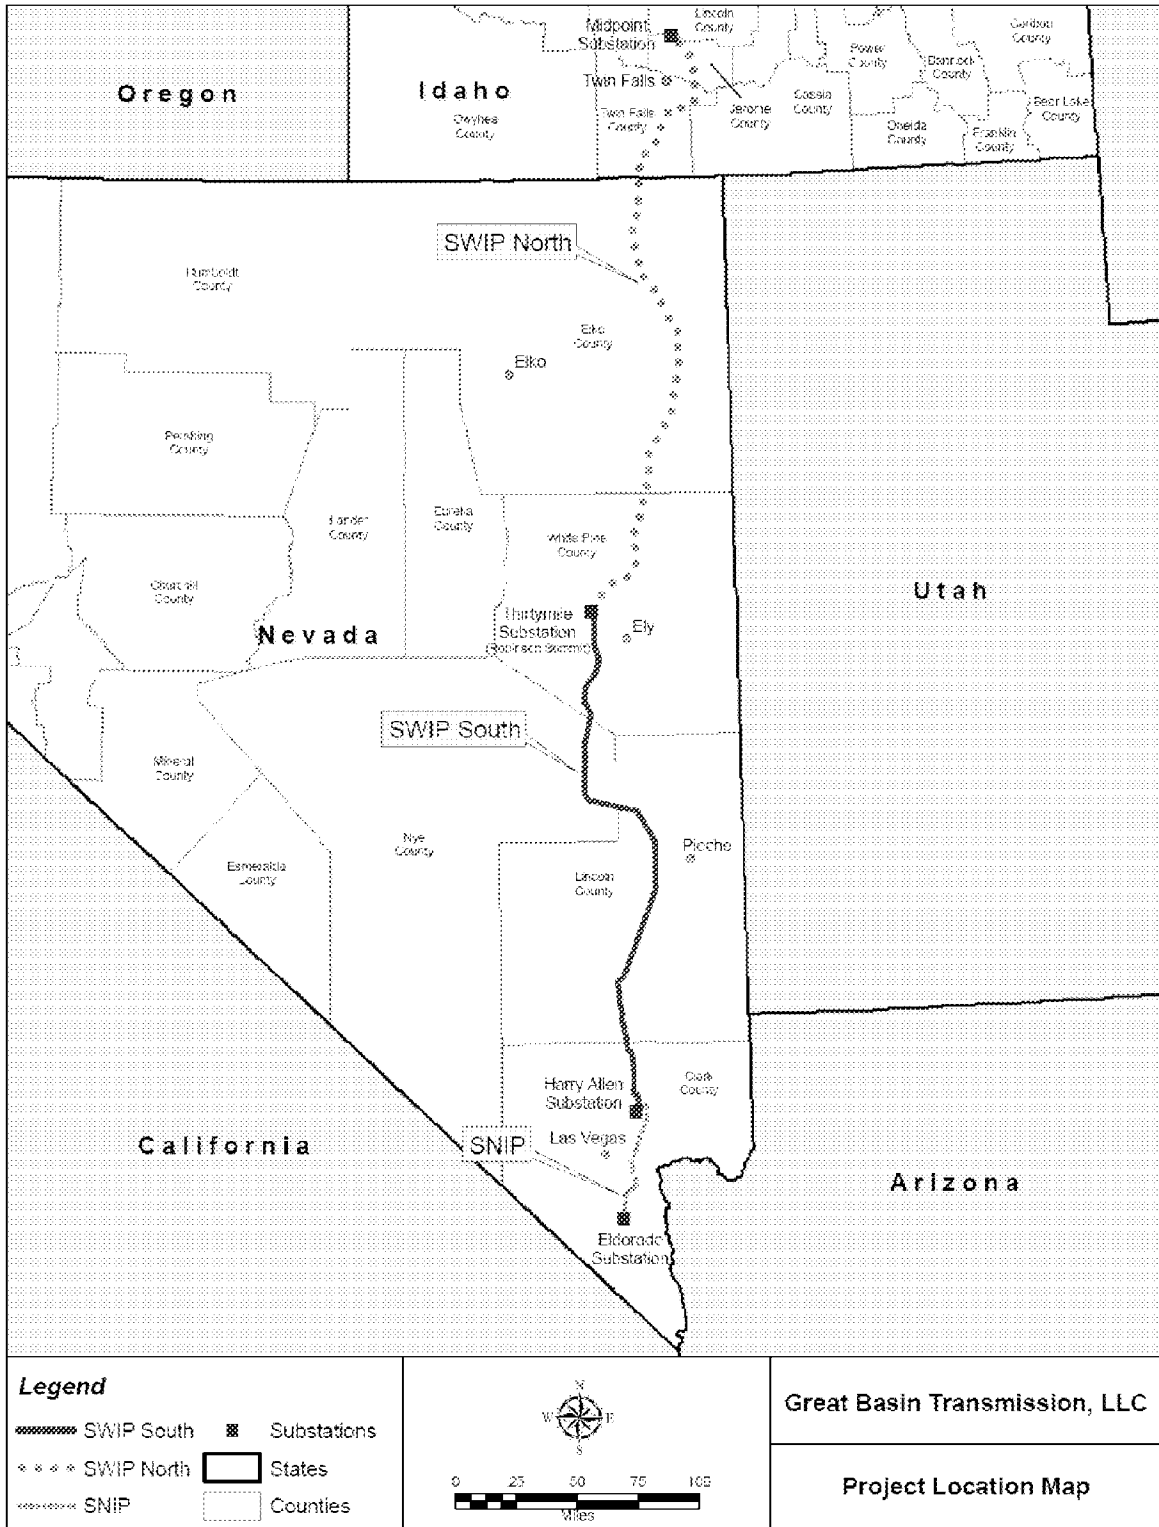 Midpoint
Substation
Lincoln
County
Caribou
County
Power
County
Bannock
County
Oregon
Idaho
Owyhee
County
Twin Falls
Twin Falls
County
Jerome
County
Cassia
County
Oneida
County
Franklin
County
Bear Lake
County
SWIP North
Humboldt
County
Elko
County
Elko
Pershing
County
Lander
County
Eureka
County
White Pine
County
Churchill
County
Utah
Nevada
Thirtymile
Substation
(Robinson Summit)
Ely
SWIP South
Mineral
County
Nye
County
Esmeralda
County
Lincoln
County
Pioche
Harry Allen
Substation
Clark
County
Las Vegas
SNIP
California
Arizona
Eldorado
Substation
Legend
SWIP South
Substations
SWIP North
States
SNIP
Counties
N
W
E
S
0 25 50 75 100
Miles
Great Basin Transmission, LLC
Project Location Map